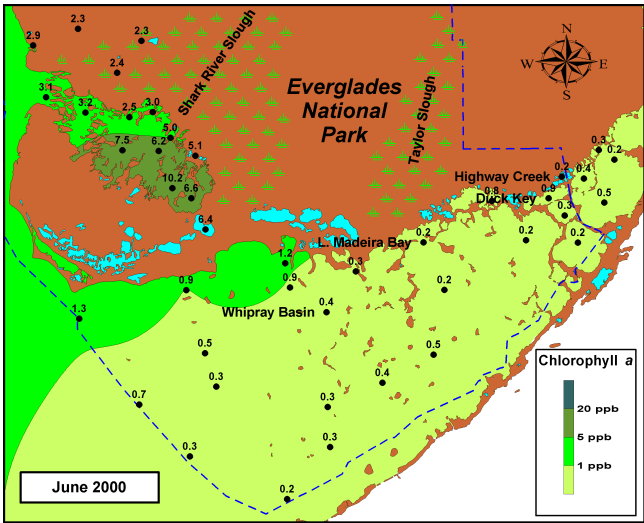 2.3
2.9
2.3
2.4
Shark River Slough
Everglades
National
Park
Taylor Slough
N
W
E
S
3.1
3.2
2.5
3.0
5.0
7.5
6.2
5.1
10.2
6.6
6.4
0.3
0.2
Highway Creek
0.2
0.4
0.8
Duck Key
0.9
0.5
0.3
L. Madeira Bay
0.2
0.2
0.2
1.2
0.3
0.9
0.9
0.2
Whipray Basin
0.4
1.3
0.5
0.5
0.3
0.4
0.7
0.3
0.3
0.3
0.2
Chlorophyll a
20 ppb
5 ppb
1 ppb
June 2000